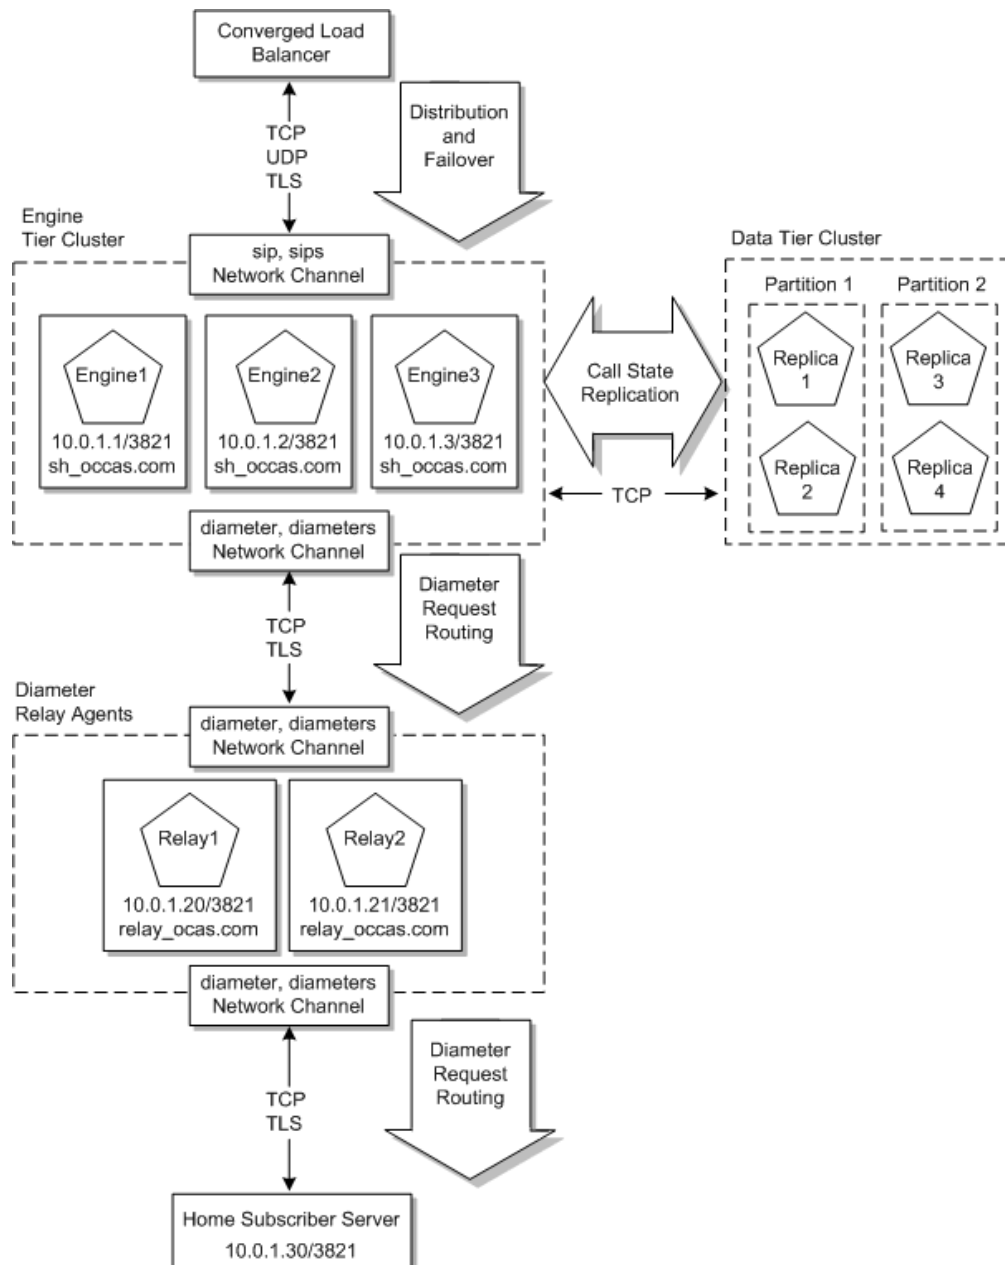 Converged Load
Balancer
TCP
UDP
TLS
Distribution
and
Failover
Engine
Tier Cluster
sip, sips
Network Channel
Engine1
10.0.1.1/3821
sh_occas.com
Engine2
10.0.1.2/3821
sh_occas.com
Engine3
10.0.1.3/3821
sh_occas.com
Call State
Replication
TCP
Data Tier Cluster
Partition 1
Replica
1
Replica
2
Partition 2
Replica
3
Replica
4
diameter, diameters
Network Channel
TCP
TLS
Diameter
Request
Routing
Diameter
Relay Agents
diameter, diameters
Network Channel
Relay1
10.0.1.20/3821
relay_ocas.com
Relay2
10.0.1.21/3821
relay_occas.com
diameter, diameters
Network Channel
TCP
TLS
Diameter
Request
Routing
Home Subscriber Server
10.0.1.30/3821